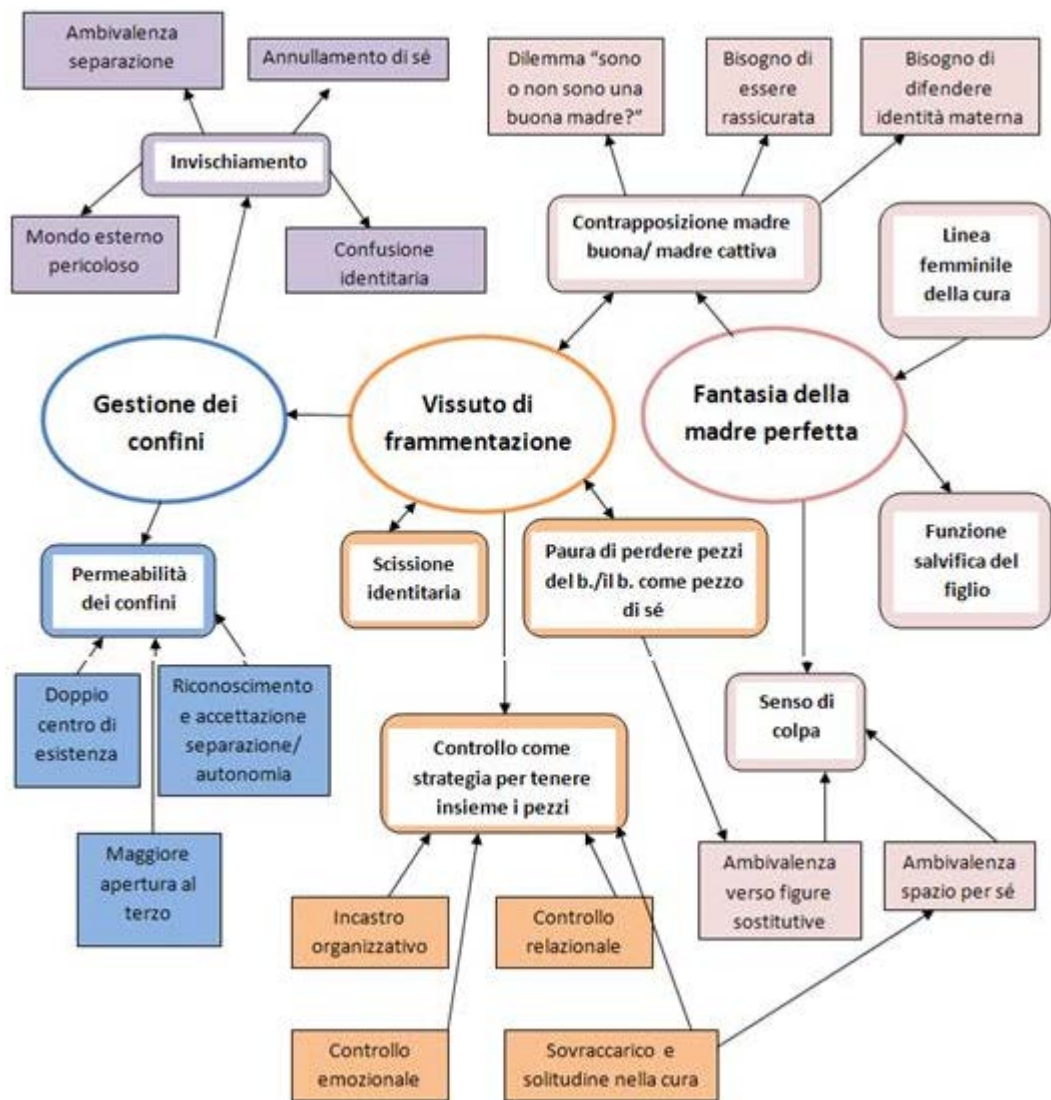 Ambivalenza
separazione
Annullamento di sé
Dilemma “sono
o non sono una
buona madre?”
Bisogno di
essere
rassicurata
Bisogno di
difendere
identità materna
Invischiamento
Mondo esterno
pericoloso
Confusione
identitaria
Contrapposizione madre
buona/ madre cattiva
Linea
femminile
della cura
Gestione dei
confini
Vissuto di
frammentazione
Fantasia della
madre perfetta
Permeabilità
dei confini
Scissione
identitaria
Paura di perdere pezzi
del b./il b. come pezzo
di sé
Funzione
salvifica del
figlio
Doppio
centro di
esistenza
Riconoscimento
e accettazione
separazione/
autonomia
Controllo come
strategia per tenere
insieme i pezzi
Senso di
colpa
Maggiore
apertura al
terzo
Incastro
organizzativo
Controllo
relazionale
Ambivalenza
verso figure
sostitutive
Ambivalenza
spazio per sé
Controllo
emozionale
Sovraccarico e
solitudine nella cura